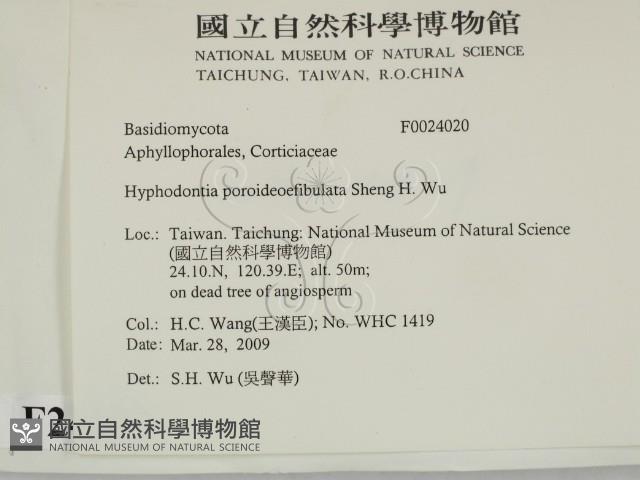 國立自然科學博物館
NATIONAL MUSEUM OF NATURAL SCIENCE
TAICHUNG, TAIWAN, R.O.CHINA
Basidiomycota F0024020
Aphyllophorales, Corticiaceae
Hyphodontia poroideoefibulata Sheng H. Wu
Loc.: Taiwan. Taichung: National Museum of Natural Science
(國立自然科學博物館)
24.10.N, 120.39.E; alt. 50m;
on dead tree of angiosperm
Col.: H.C. Wang(王漢臣); No. WHC 1419
Date: Mar. 28, 2009
Det.: S.H. Wu (吳聲華)
國立自然科學博物館
NATIONAL MUSEUM OF NATURAL SCIENCE